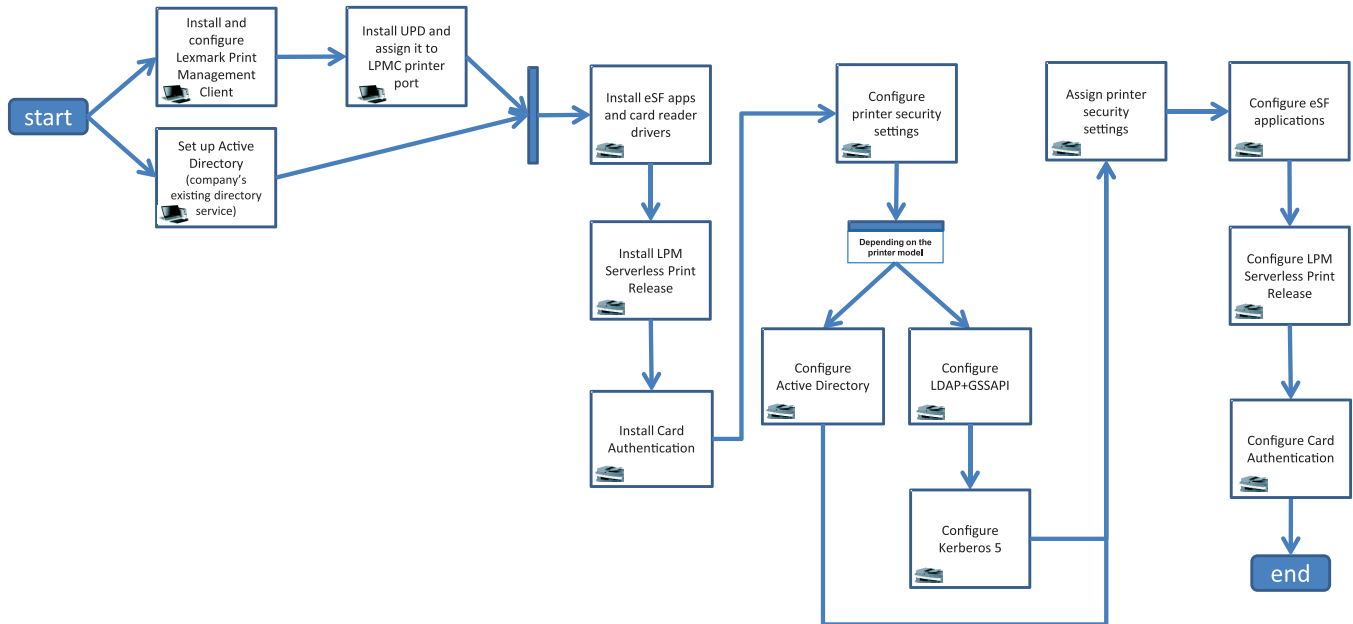 start
Install and
configure
Lexmark Print
Management
Client
Install UPD and
assign it to
LPMC printer
port
Set up Active
Directory
(company's
existing directory
service)
Install eSF apps
and card reader
drivers
Install LPM
Serverless Print
Release
Install Card
Authentication
Configure
printer security
settings
Depending on the
printer model
Configure
Active Directory
Configure
LDAP+GSSAPI
Configure
Kerberos 5
Assign printer
security
settings
Configure eSF
applications
Configure LPM
Serverless Print
Release
Configure Card
Authentication
end